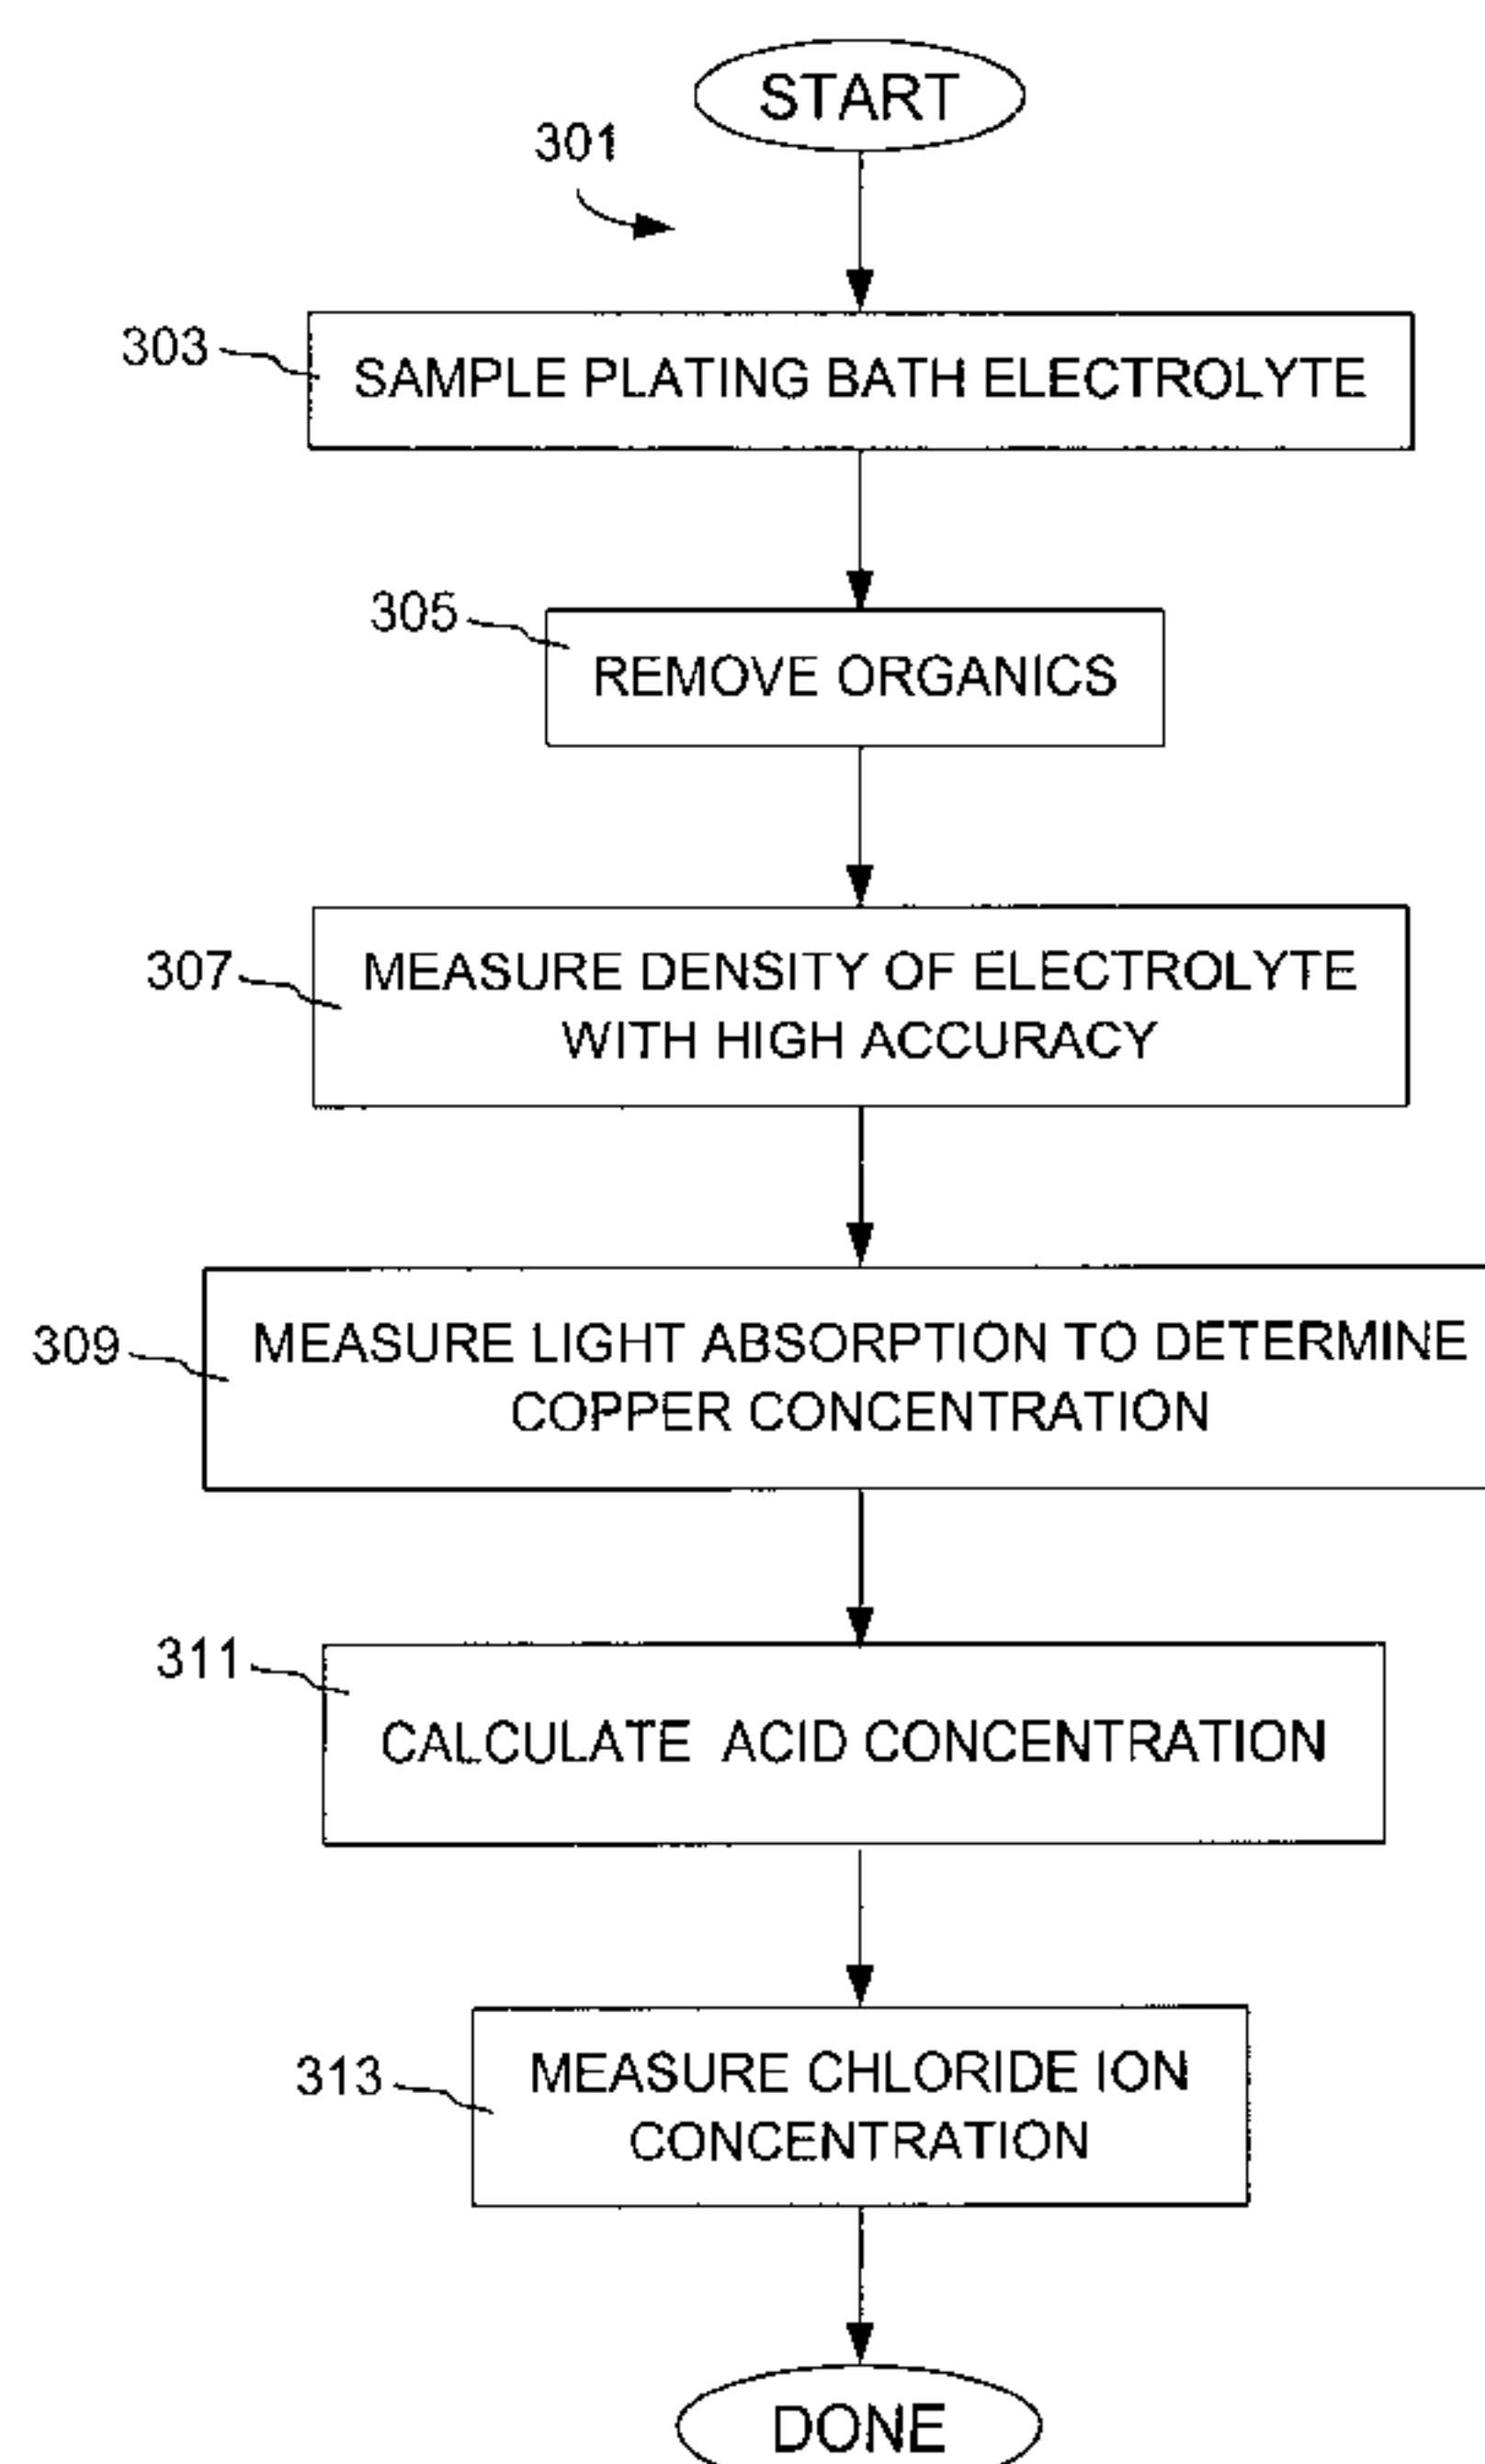 START
301
303
SAMPLE PLATING BATH ELECTROLYTE
305
REMOVE ORGANICS
307
MEASURE DENSITY OF ELECTROLYTE
WITH HIGH ACCURACY
309
MEASURE LIGHT ABSORPTION TO DETERMINE
COPPER CONCENTRATION
311
CALCULATE ACID CONCENTRATION
313
MEASURE CHLORIDE ION
CONCENTRATION
DONE